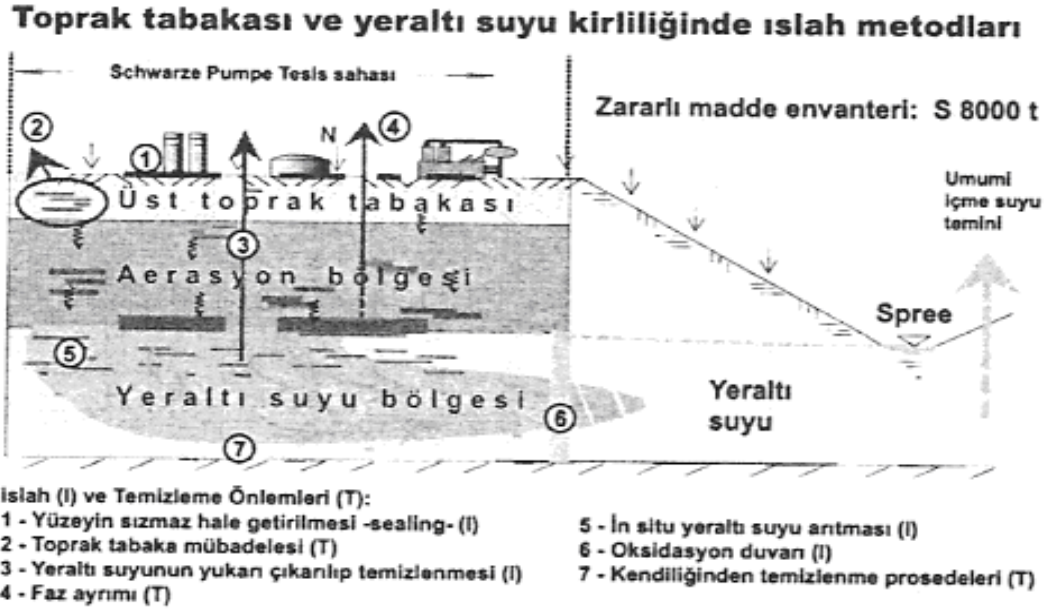 Toprak tabakası ve yeraltı suyu kirliliğinde ıslah metodları
Schwarze Pumpe Tesis sahası
Zararlı madde envanteri: S 8000 t
2
1
N
4
Umumi
içme suyu
temini
Üst toprak tabakası
3
Aerasyon bölgesi
Spree
5
Yeraltı suyu bölgesi
6
Yeraltı
suyu
7
Islah (I) ve Temizleme Önlemleri (T):
1 - Yüzeyin sızmaz hale getirilmesi -sealing- (I)
2 - Toprak tabaka mübadelesi (T)
3 - Yeraltı suyunun yukarı çıkarılıp temizlenmesi (I)
4 - Faz ayrımı (T)
5 - İn situ yeraltı suyu arıtması (I)
6 - Oksidasyon duvarı (I)
7 - Kendiliğinden temizlenme prosedeleri (T)